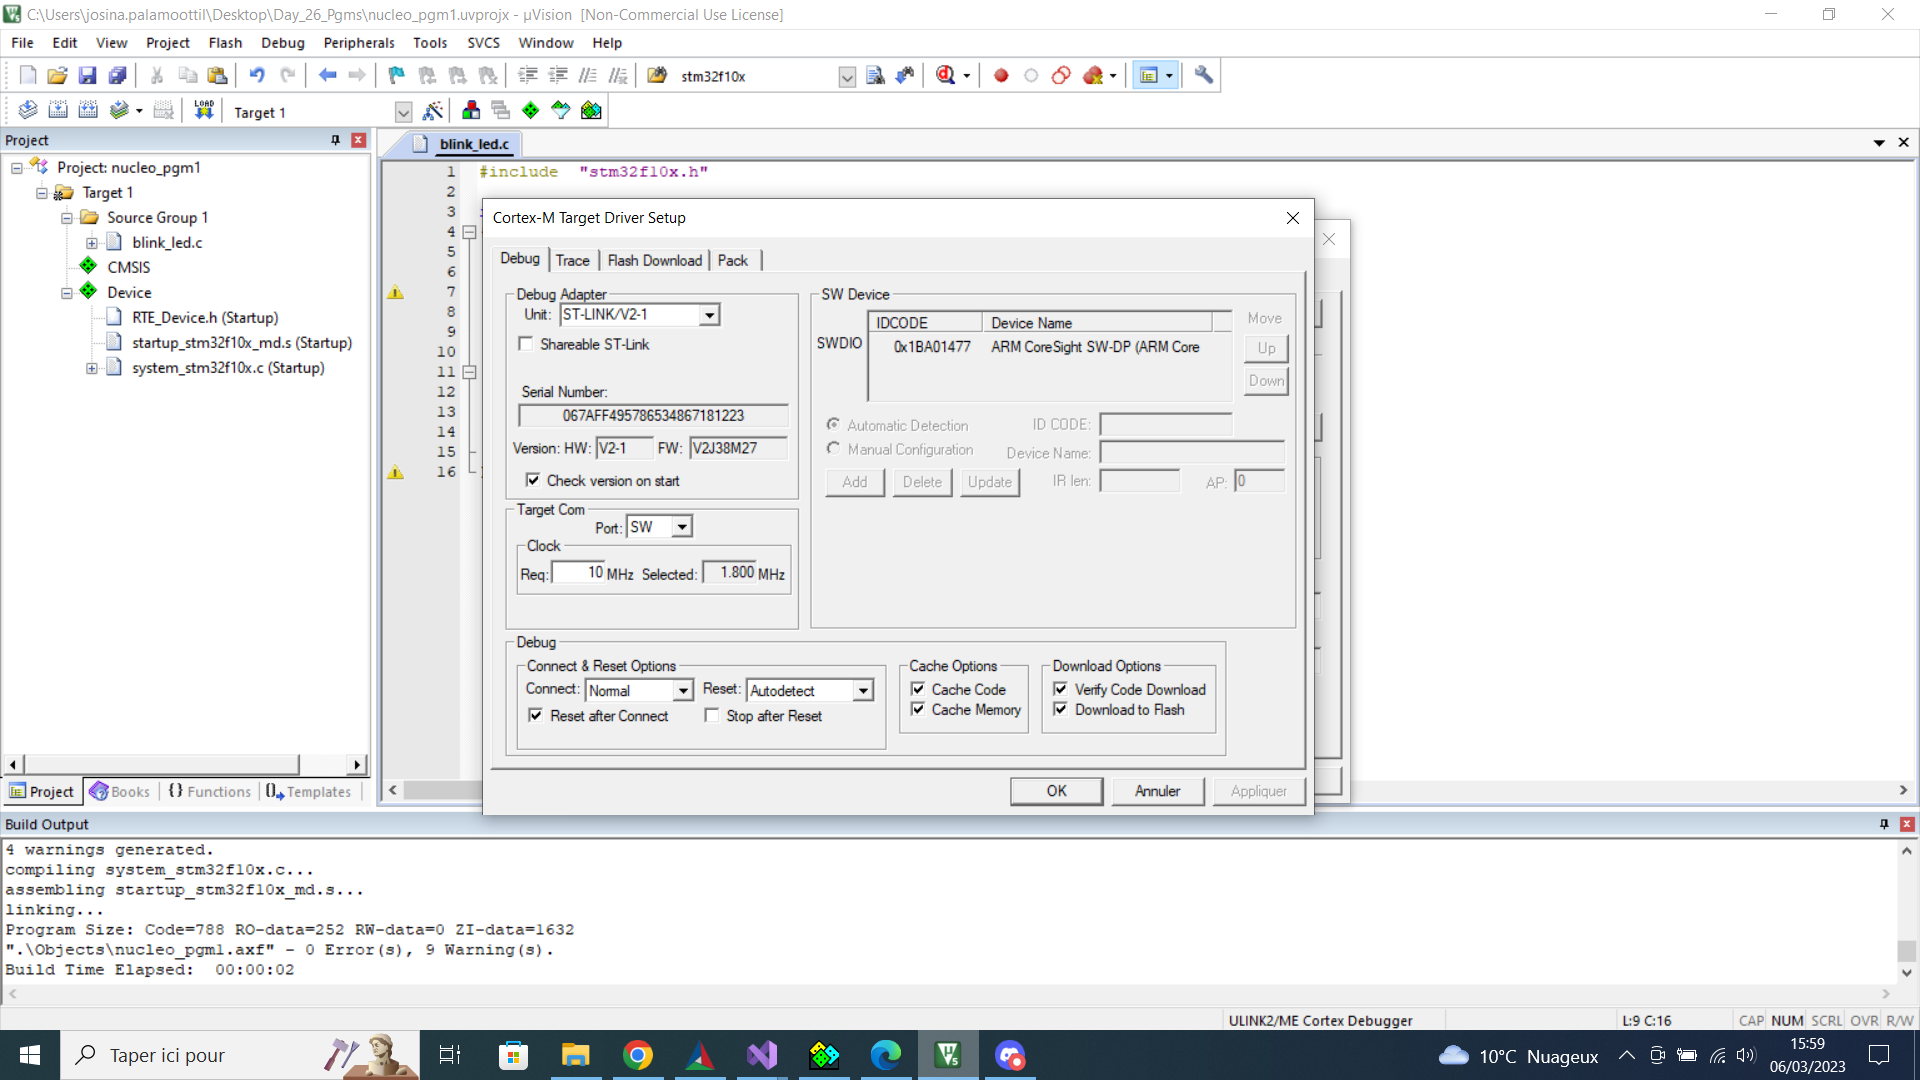 C:\Users\josina.palamoottil\Desktop\Day_26_Pgms\nucleo_pgm1.uvprojx - µVision  [Non-Commercial Use License]
File Edit View Project Flash Debug Peripherals Tools SVCS Window Help
stm32f10x
LOAD
Target 1
Project
Project: nucleo_pgm1
Target 1
Source Group 1
blink_led.c
CMSIS
Device
RTE_Device.h (Startup)
startup_stm32f10x_md.s (Startup)
system_stm32f10x.c (Startup)
Project Books {} Functions Templates
blink_led.c
1 #include "stm32f10x.h"
2
3
4
5
6
7
8
9
10
11
12
13
14
15
16
Cortex-M Target Driver Setup
Debug Trace Flash Download Pack
Debug Adapter
Unit: ST-LINK/V2-1
Shareable ST-Link
Serial Number:
067AFF495786534867181223
Version: HW: V2-1 FW: V2J38M27
Check version on start
Target Com
Port: SW
Clock
Req: 10 MHz Selected: 1.800 MHz
SW Device
IDCODE Device Name
SWDIO 0x1BA01477 ARM CoreSight SW-DP (ARM Core
Move
Up
Down
Automatic Detection
Manual Configuration
ID CODE:
Device Name:
Add Delete Update IR len: AP: 0
Debug
Connect & Reset Options
Connect: Normal Reset: Autodetect
Reset after Connect Stop after Reset
Cache Options
Cache Code
Cache Memory
Download Options
Verify Code Download
Download to Flash
OK Annuler Appliquer
Build Output
4 warnings generated.
compiling system_stm32f10x.c...
assembling startup_stm32f10x_md.s...
linking...
Program Size: Code=788 RO-data=252 RW-data=0 ZI-data=1632
".\Objects\nucleo_pgm1.axf" - 0 Error(s), 9 Warning(s).
Build Time Elapsed:  00:00:02
ULINK2/ME Cortex Debugger L:9 C:16 CAP NUM SCRL OVR R/W
Taper ici pour
10°C Nuageux
15:59
06/03/2023